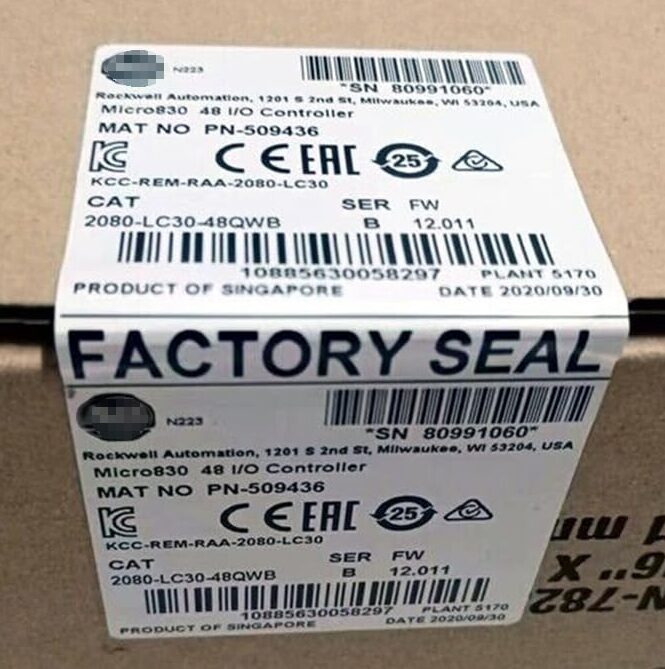 N223
*SN 80991060*
Rockwell Automation, 1201 S 2nd St, Milwaukee, WI 53204, USA
Micro830 48 I/O Controller
MAT NO PN-509436
KC CE EAC 25
KCC-REM-RAA-2080-LC30
CAT SER FW
2080-LC30-48QWB B 12.011
10885630058297 PLANT 5170
PRODUCT OF SINGAPORE DATE 2020/09/30
FACTORY SEAL
N223
*SN 80991060*
Rockwell Automation, 1201 S 2nd St, Milwaukee, WI 53204, USA
Micro830 48 I/O Controller
MAT NO PN-509436
KC CE EAC 25
KCC-REM-RAA-2080-LC30
CAT SER FW
2080-LC30-48QWB B 12.011
10885630058297 PLANT 5170
PRODUCT OF SINGAPORE DATE 2020/09/30